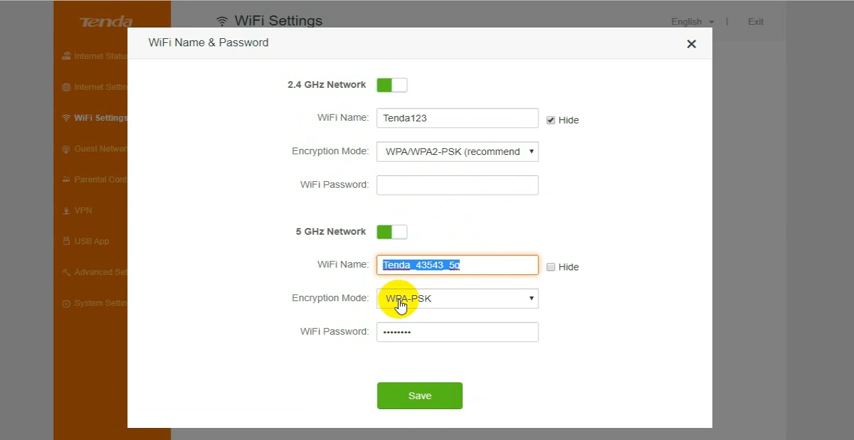 Tenda
WiFi Settings
English
Exit
WiFi Name & Password
Internet Status
Internet Settin
WiFi Settings
Guest Network
Parental Cont
VPN
USB App
Advanced Set
System Settin
2.4 GHz Network
WiFi Name: Tenda123 Hide
Encryption Mode: WPA/WPA2-PSK (recommend
WiFi Password:
5 GHz Network
WiFi Name: Tenda_43543_5g Hide
Encryption Mode: WPA-PSK
WiFi Password: ••••••••
Save